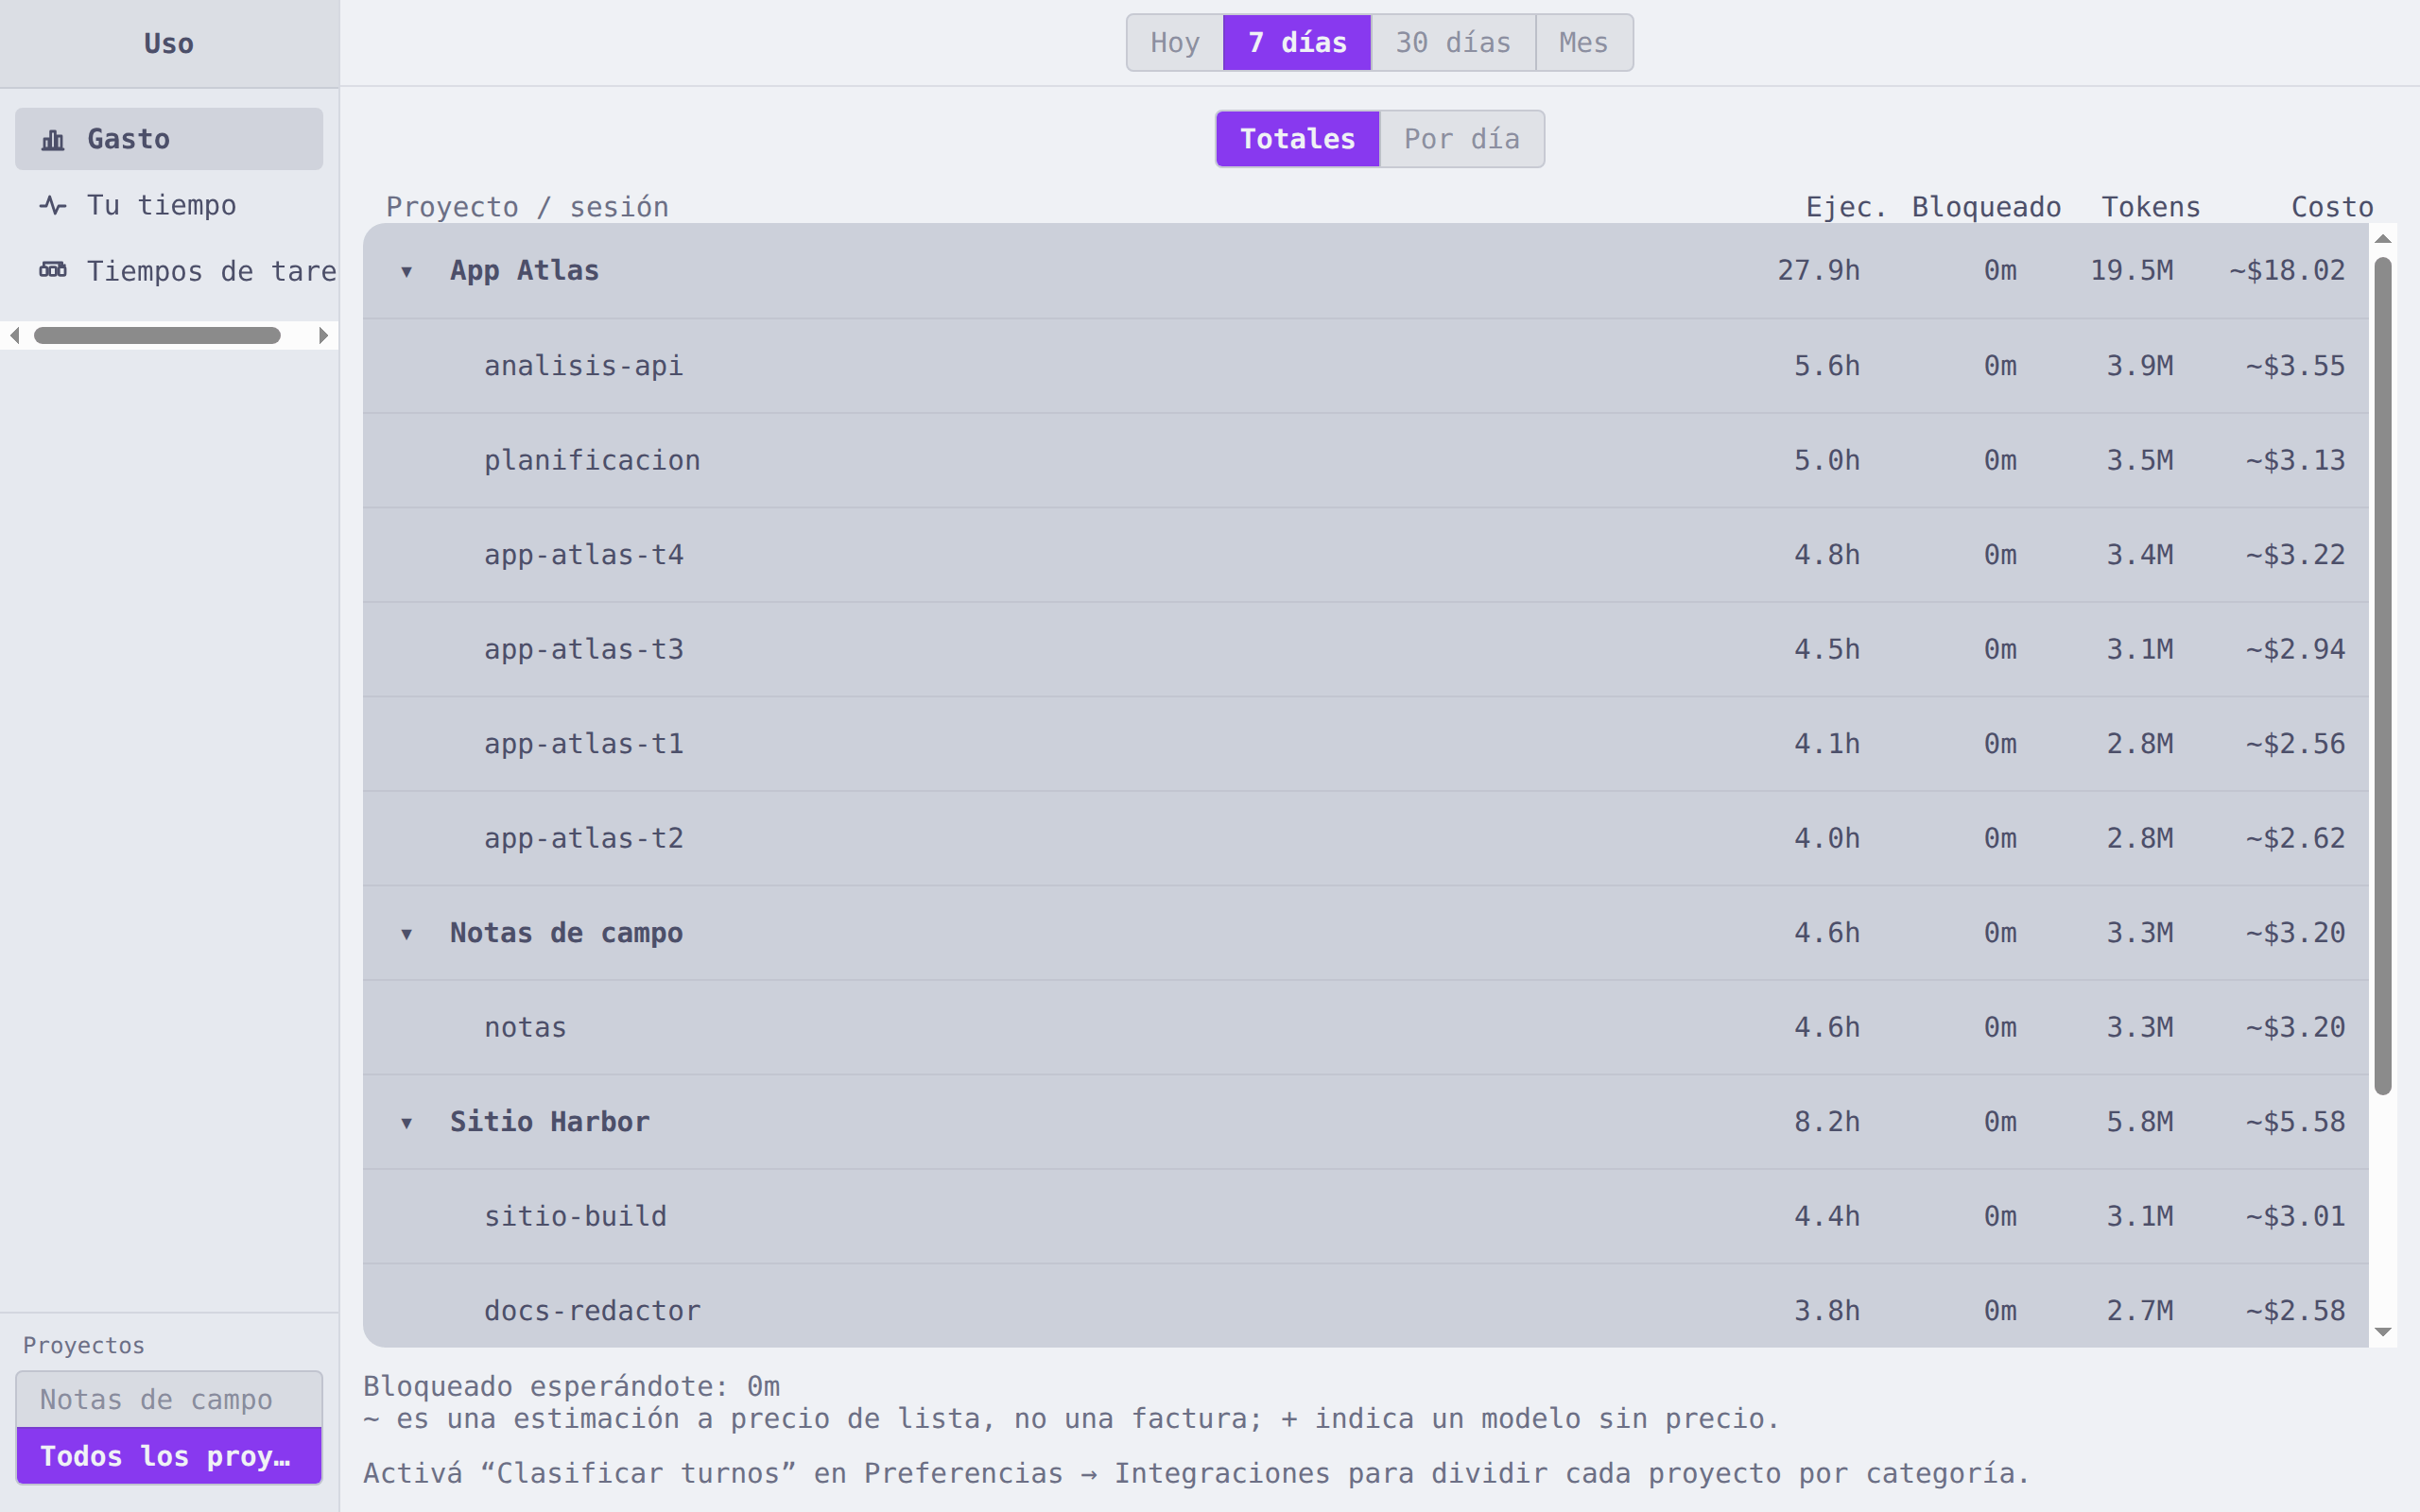 Uso
Gasto
Tu tiempo
Tiempos de tare
Proyectos
Notas de campo
Todos los proy…
Hoy 7 días 30 días Mes
Totales Por día
Proyecto / sesión Ejec. Bloqueado Tokens Costo
▼ App Atlas 27.9h 0m 19.5M ~$18.02
analisis-api 5.6h 0m 3.9M ~$3.55
planificacion 5.0h 0m 3.5M ~$3.13
app-atlas-t4 4.8h 0m 3.4M ~$3.22
app-atlas-t3 4.5h 0m 3.1M ~$2.94
app-atlas-t1 4.1h 0m 2.8M ~$2.56
app-atlas-t2 4.0h 0m 2.8M ~$2.62
▼ Notas de campo 4.6h 0m 3.3M ~$3.20
notas 4.6h 0m 3.3M ~$3.20
▼ Sitio Harbor 8.2h 0m 5.8M ~$5.58
sitio-build 4.4h 0m 3.1M ~$3.01
docs-redactor 3.8h 0m 2.7M ~$2.58
Bloqueado esperándote: 0m
~ es una estimación a precio de lista, no una factura; + indica un modelo sin precio.
Activá “Clasificar turnos” en Preferencias → Integraciones para dividir cada proyecto por categoría.